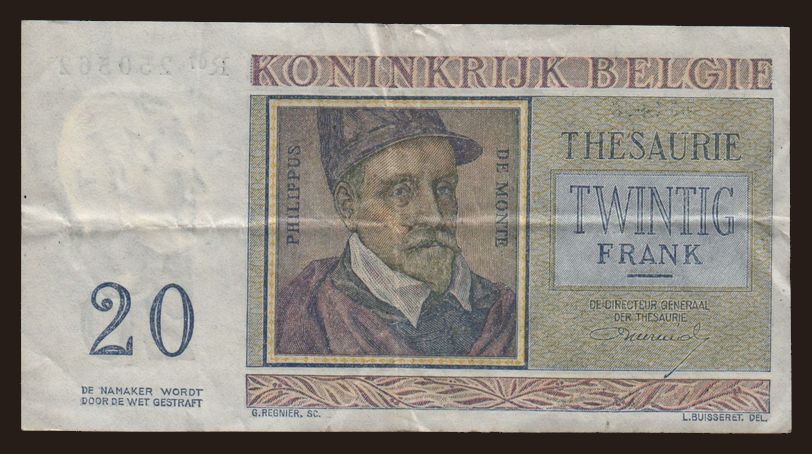 KONINKRIJK BELGIE
PHILIPPUS
DE MONTE
THESAURIE
TWINTIG
FRANK
DE DIRECTEUR GENERAAL
DER THESAURIE
20
DE NAMAKER WORDT
DOOR DE WET GESTRAFT
G. REGNIER, SC.
L. BUISSERET. DEL.